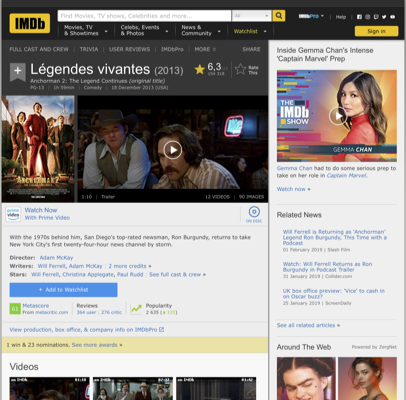 IMDb
Find Movies, TV shows, Celebrities and more...
All
IMDbPro
Help
Movies, TV
& Showtimes
Celebs, Events
& Photos
News &
Community
Watchlist
Sign in
FULL CAST AND CREW | TRIVIA | USER REVIEWS | IMDbPro | MORE
SHARE
Légendes vivantes (2013)
Anchorman 2: The Legend Continues (original title)
PG-13 | 1h 59min | Comedy | 18 December 2013 (USA)
6,3
Rate
This
ANCHORMAN 2
1:10 | Trailer
12 VIDEOS | 90 IMAGES
prime video
Watch Now
With Prime Video
ON DISC
With the 1970s behind him, San Diego's top-rated newsman, Ron Burgundy, returns to take
New York City's first twenty-four-hour news channel by storm.
Director: Adam McKay
Writers: Will Ferrell, Adam McKay | 2 more credits »
Stars: Will Ferrell, Christina Applegate, Paul Rudd | See full cast & crew »
+ Add to Watchlist
61
Metascore
From metacritic.com
Reviews
364 user | 276 critic
Popularity
2 635
View production, box office, & company info on IMDbPro
1 win & 23 nominations. See more awards »
Videos
Inside Gemma Chan's Intense
'Captain Marvel' Prep
THE
IMDb
SHOW
GEMMA CHAN
Gemma Chan had to do some serious prep to
take on her role in Captain Marvel.
Watch now »
Related News
Will Ferrell is Returning as 'Anchorman'
Legend Ron Burgundy, This Time with a
Podcast
01 February 2019 | Slash Film
Watch: Will Ferrell Returns as Ron
Burgundy in Podcast Trailer
31 January 2019 | Collider.com
UK box office preview: 'Vice' to cash in
on Oscar buzz?
25 January 2019 | ScreenDaily
See all related articles »
Around The Web
Powered by ZergNet